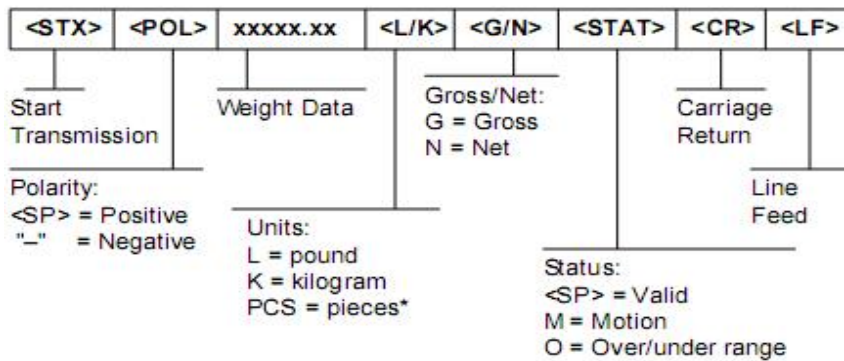 <STX> <POL> xxxxx.xx <L/K> <G/N> <STAT> <CR> <LF>
Start
Transmission
Weight Data
Gross/Net:
G = Gross
N = Net
Carriage
Return
Polarity:
<SP> = Positive
"–" = Negative
Units:
L = pound
K = kilogram
PCS = pieces*
Line
Feed
Status:
<SP> = Valid
M = Motion
O = Over/under range